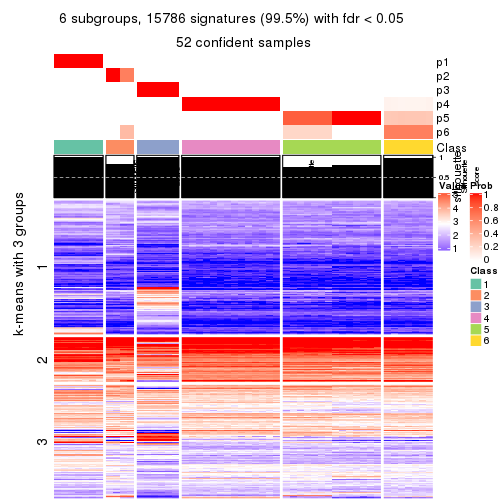 6 subgroups, 15786 signatures (99.5%) with fdr < 0.05
52 confident samples
p1
p2
p3
p4
p5
p6
Class
1
0.5
Silhouette
score
k-means with 3 groups
1
2
3
Value
4
3
2
1
Prob
1
0.8
0.6
0.4
0.2
0
Class
1
2
3
4
5
6